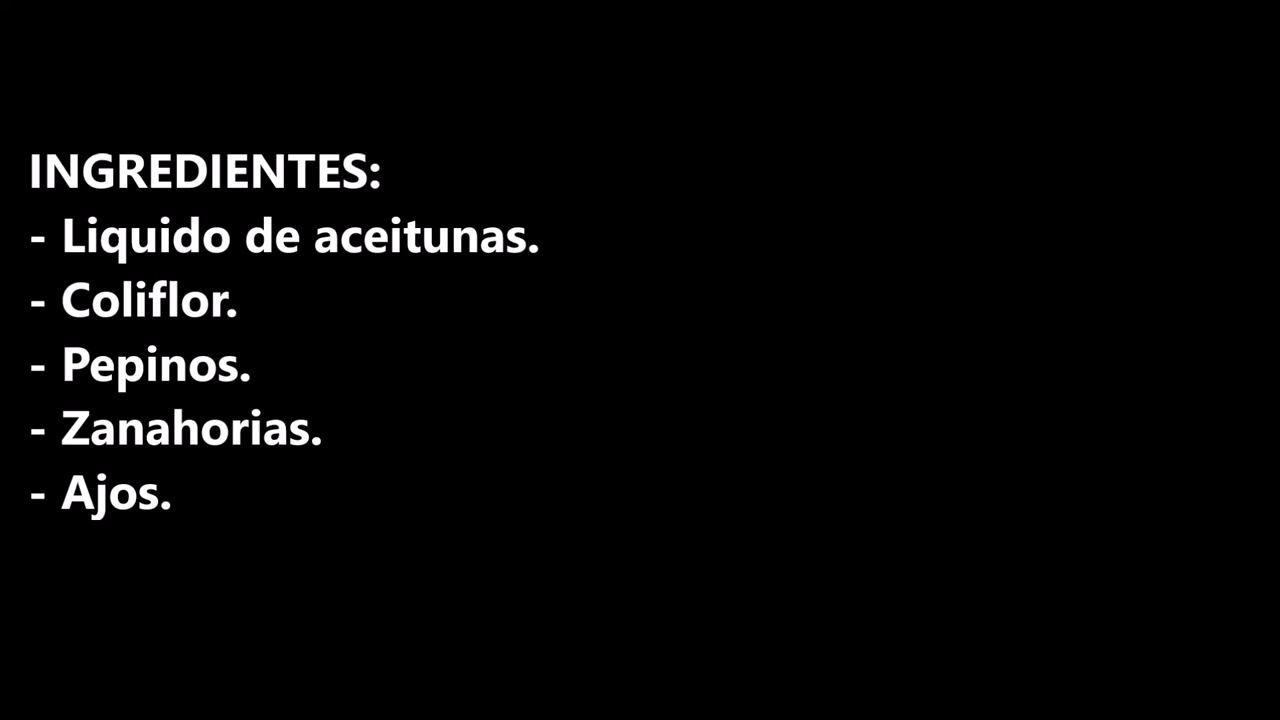 INGREDIENTES:
- Liquido de aceitunas.
- Coliflor.
- Pepinos.
- Zanahorias.
- Ajos.